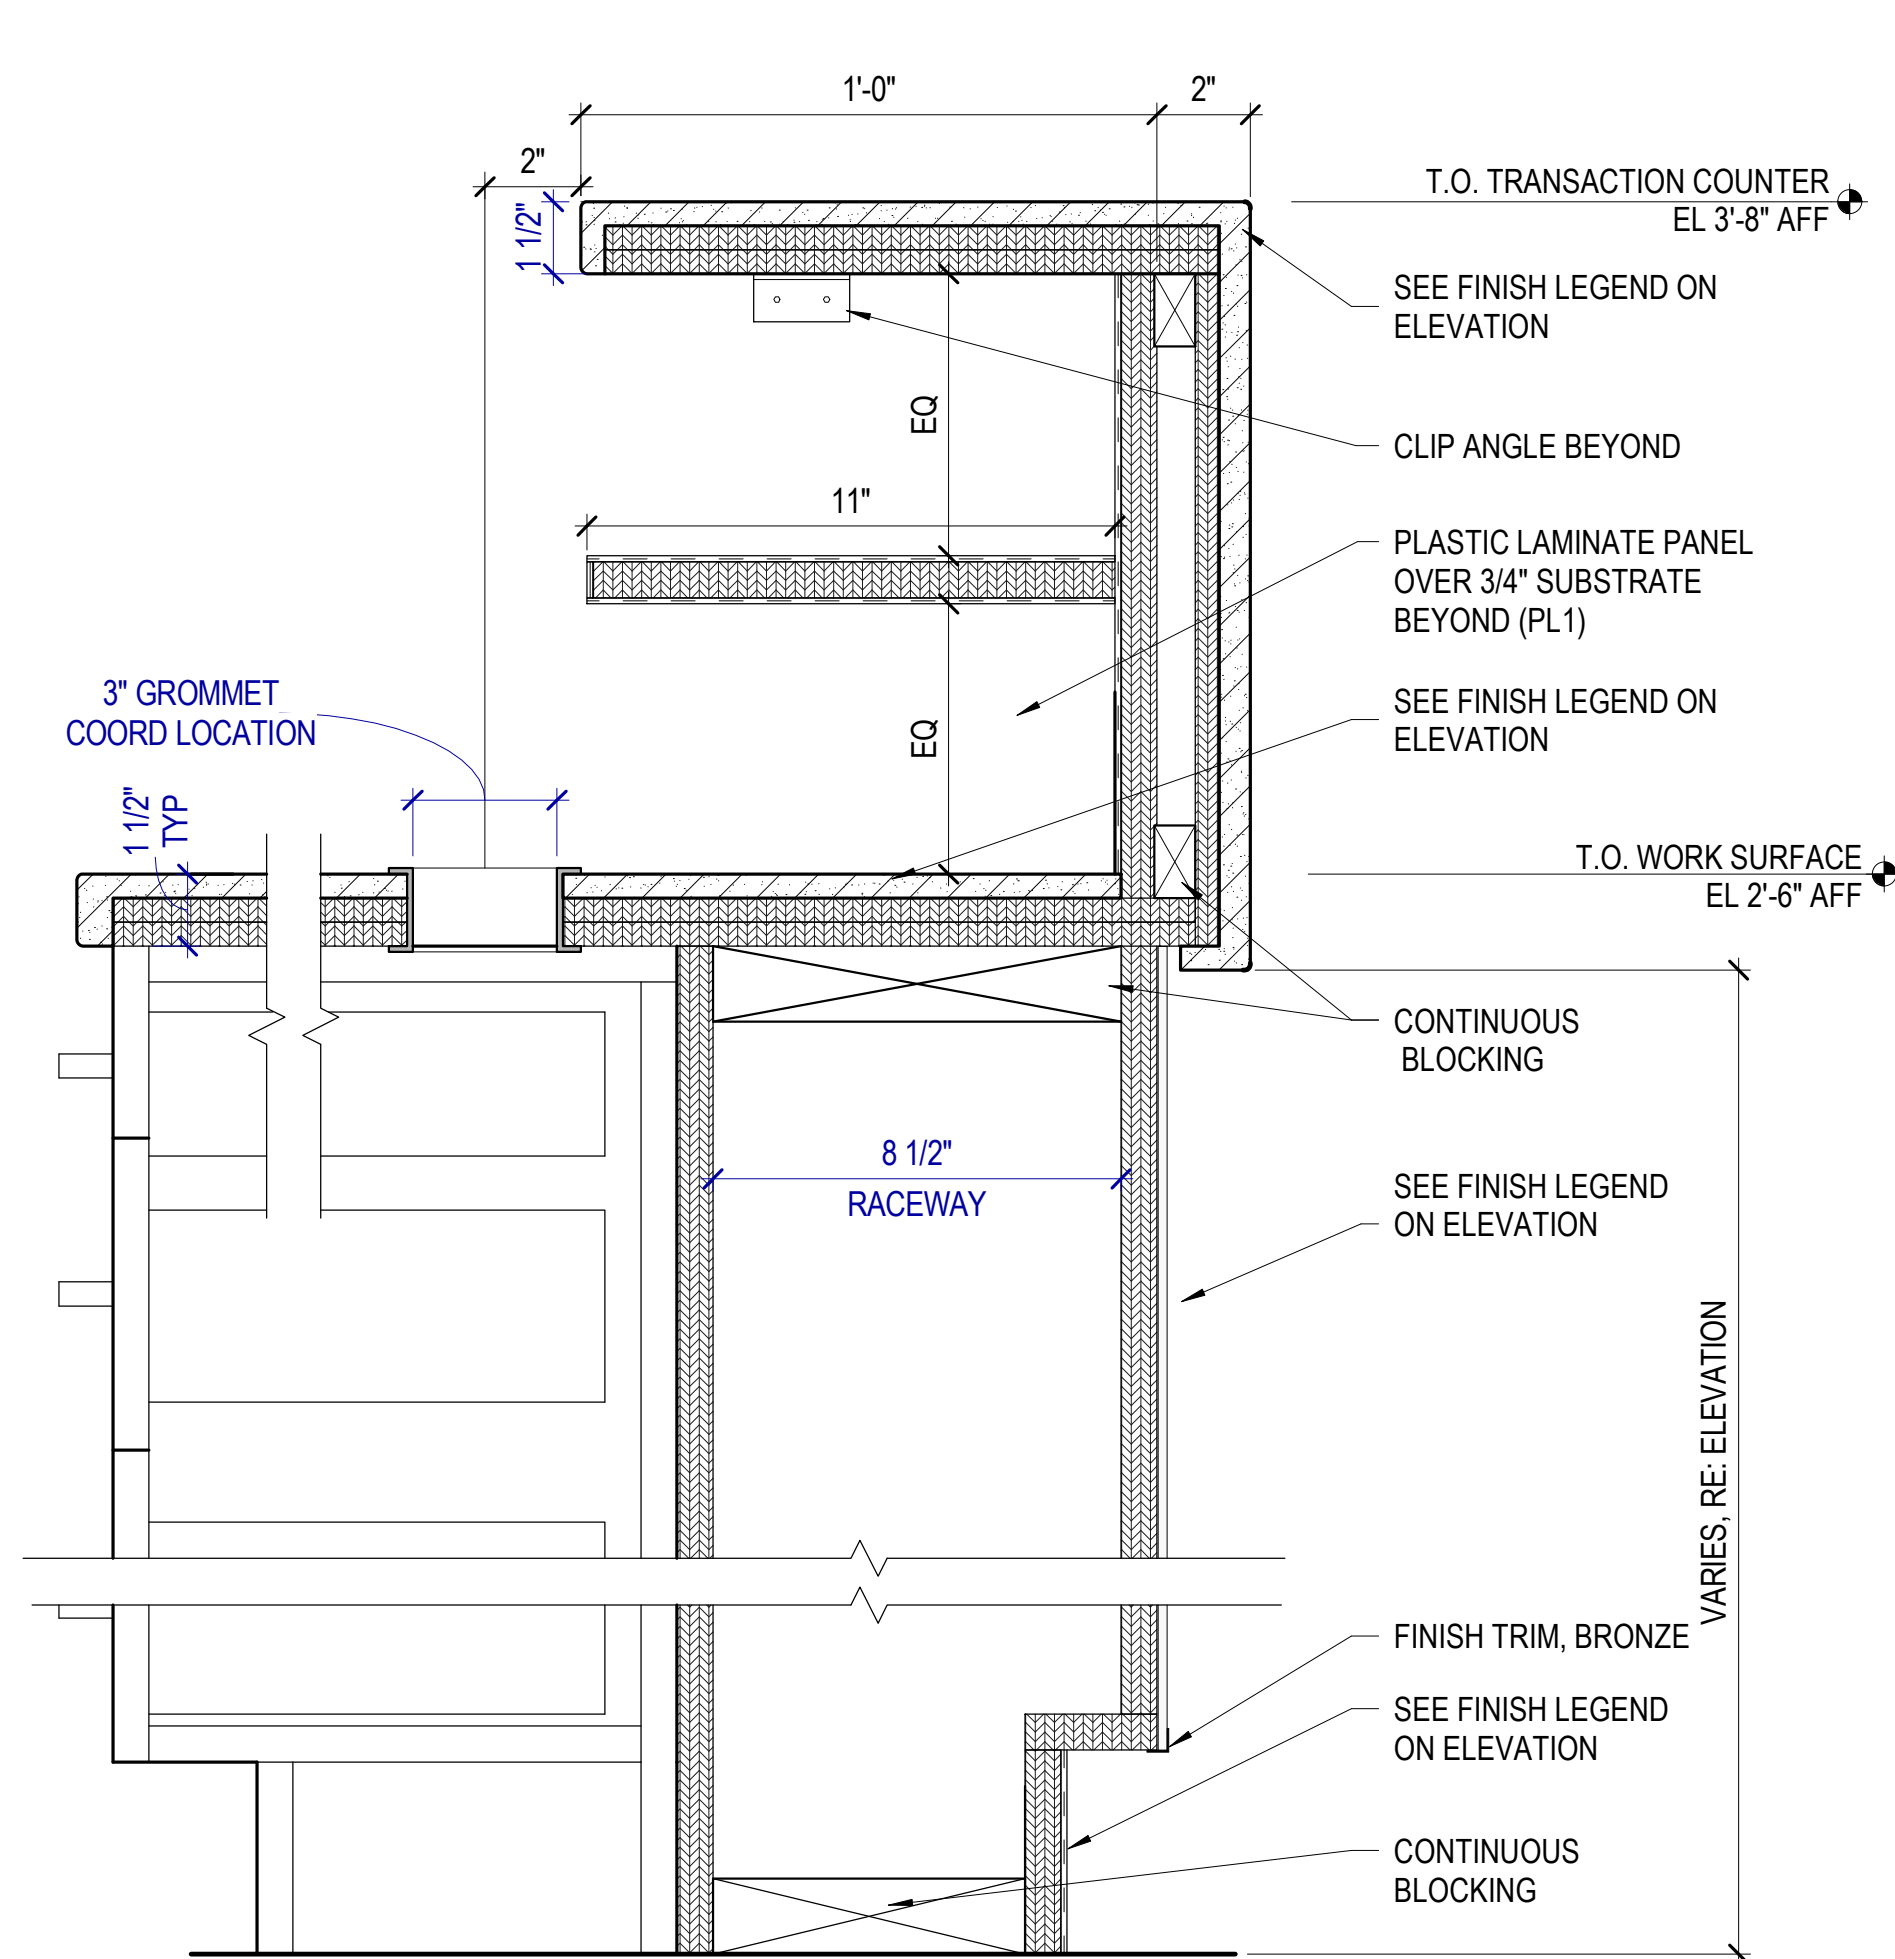 1'-0"
2"
2"
1 1/2"
T.O. TRANSACTION COUNTER
EL 3'-8" AFF
SEE FINISH LEGEND ON
ELEVATION
EQ
CLIP ANGLE BEYOND
11"
PLASTIC LAMINATE PANEL
OVER 3/4" SUBSTRATE
BEYOND (PL1)
3" GROMMET
COORD LOCATION
EQ
SEE FINISH LEGEND ON
ELEVATION
1 1/2"
TYP
T.O. WORK SURFACE
EL 2'-6" AFF
CONTINUOUS
BLOCKING
8 1/2"
RACEWAY
SEE FINISH LEGEND
ON ELEVATION
VARIES, RE: ELEVATION
FINISH TRIM, BRONZE
SEE FINISH LEGEND
ON ELEVATION
CONTINUOUS
BLOCKING